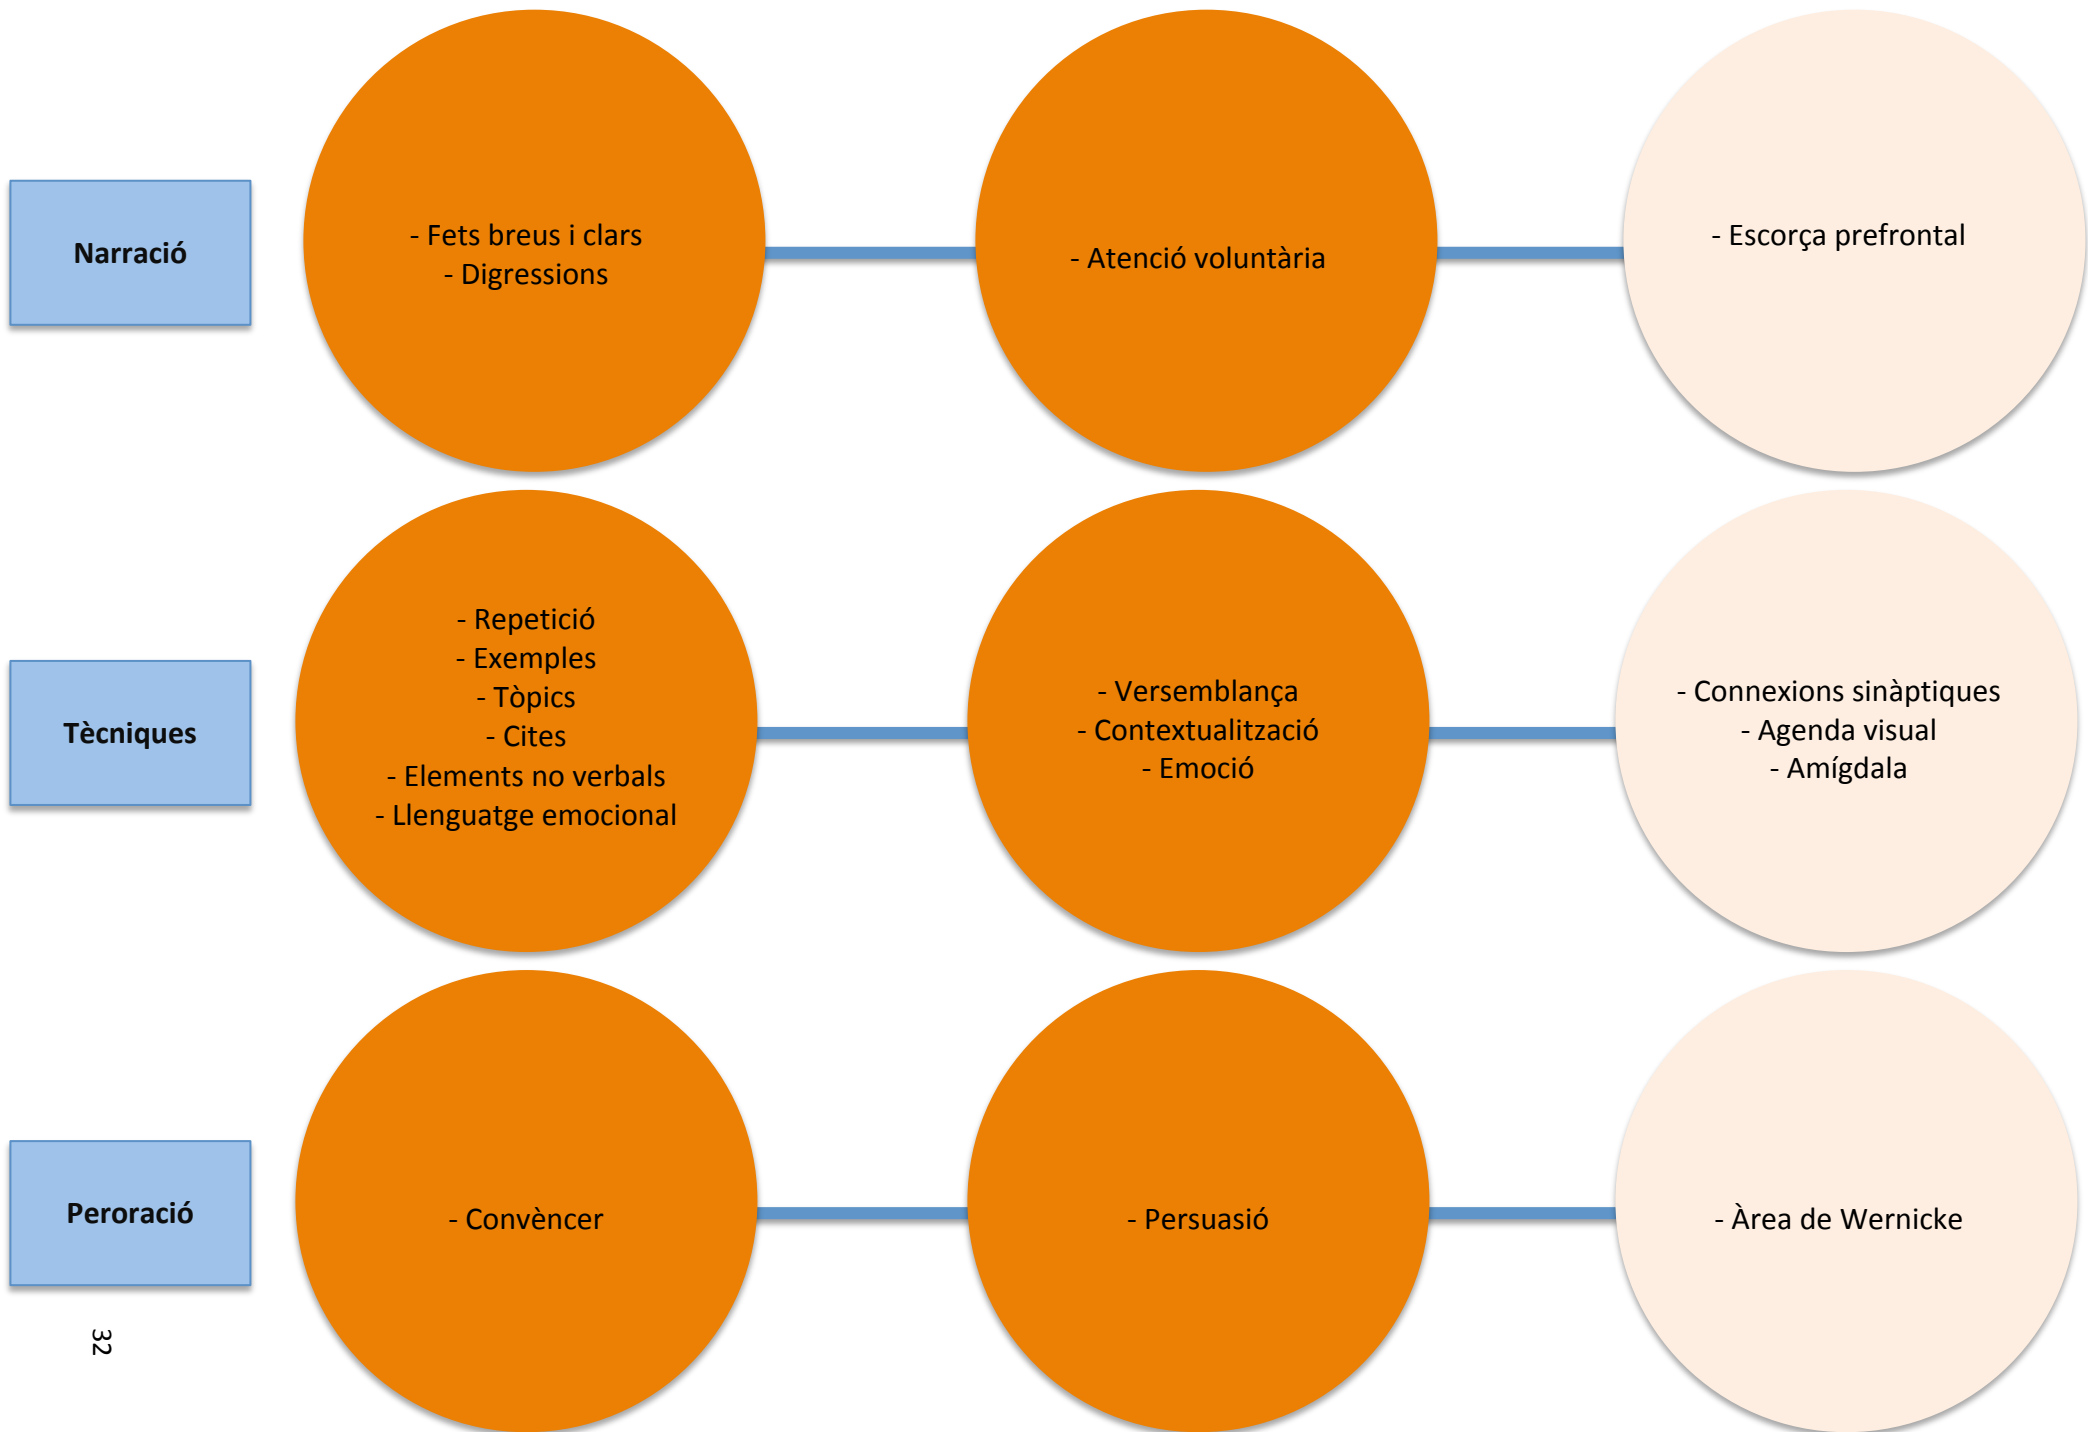 Narració
- Fets breus i clars
- Digressions
- Atenció voluntària
- Escorça prefrontal
Tècniques
- Repetició
- Exemples
- Tòpics
- Cites
- Elements no verbals
- Llenguatge emocional
- Versemblança
- Contextualització
- Emoció
- Connexions sinàptiques
- Agenda visual
- Amígdala
Peroració
- Convèncer
- Persuasió
- Àrea de Wernicke
32